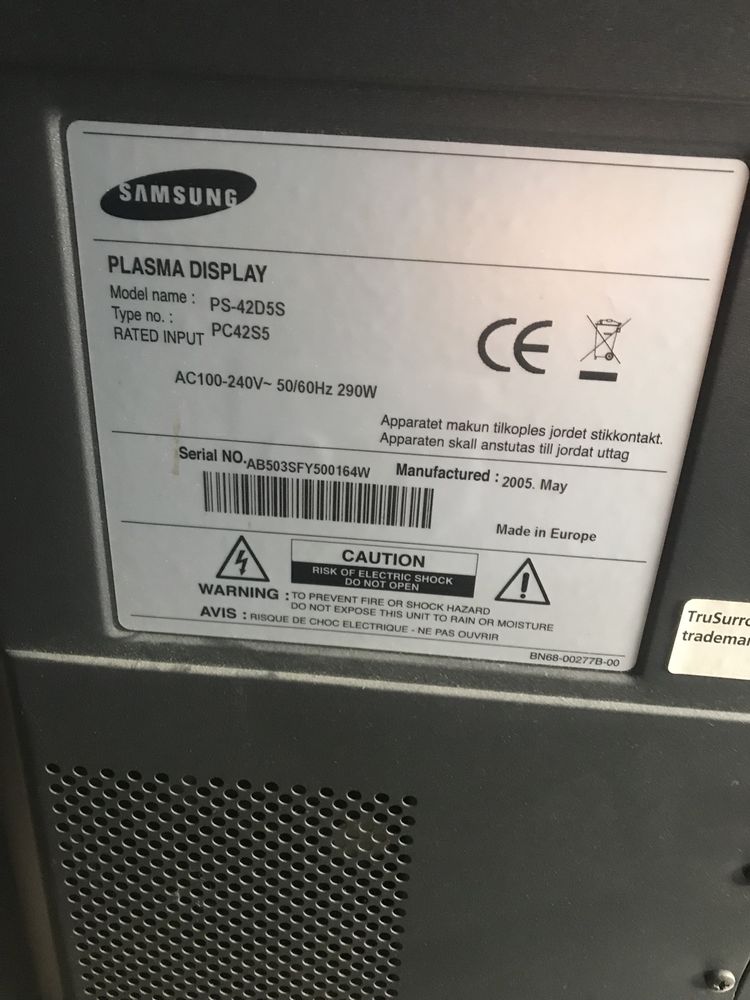 SAMSUNG
PLASMA DISPLAY
Model name : PS-42D5S
Type no. : PC42S5
RATED INPUT
AC100-240V~ 50/60Hz 290W
CE
Apparatet makun tilkoples jordet stikkontakt.
Apparaten skall anstutas till jordat uttag
Serial NO. AB503SFY500164W Manufactured : 2005. May
Made in Europe
CAUTION
RISK OF ELECTRIC SHOCK
DO NOT OPEN
WARNING : TO PREVENT FIRE OR SHOCK HAZARD
DO NOT EXPOSE THIS UNIT TO RAIN OR MOISTURE
AVIS : RISQUE DE CHOC ELECTRIQUE - NE PAS OUVRIR
BN68-00277B-00